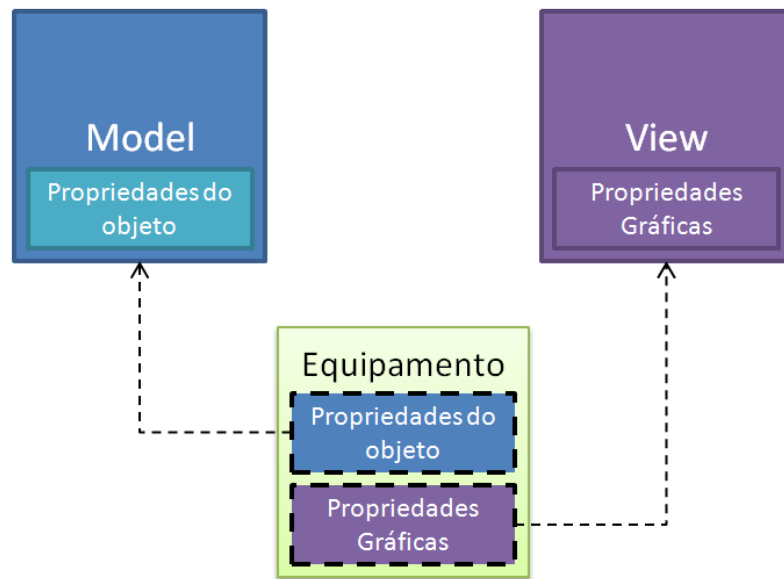 Model
Propriedades do
objeto
View
Propriedades
Gráficas
Equipamento
Propriedades do
objeto
Propriedades
Gráficas